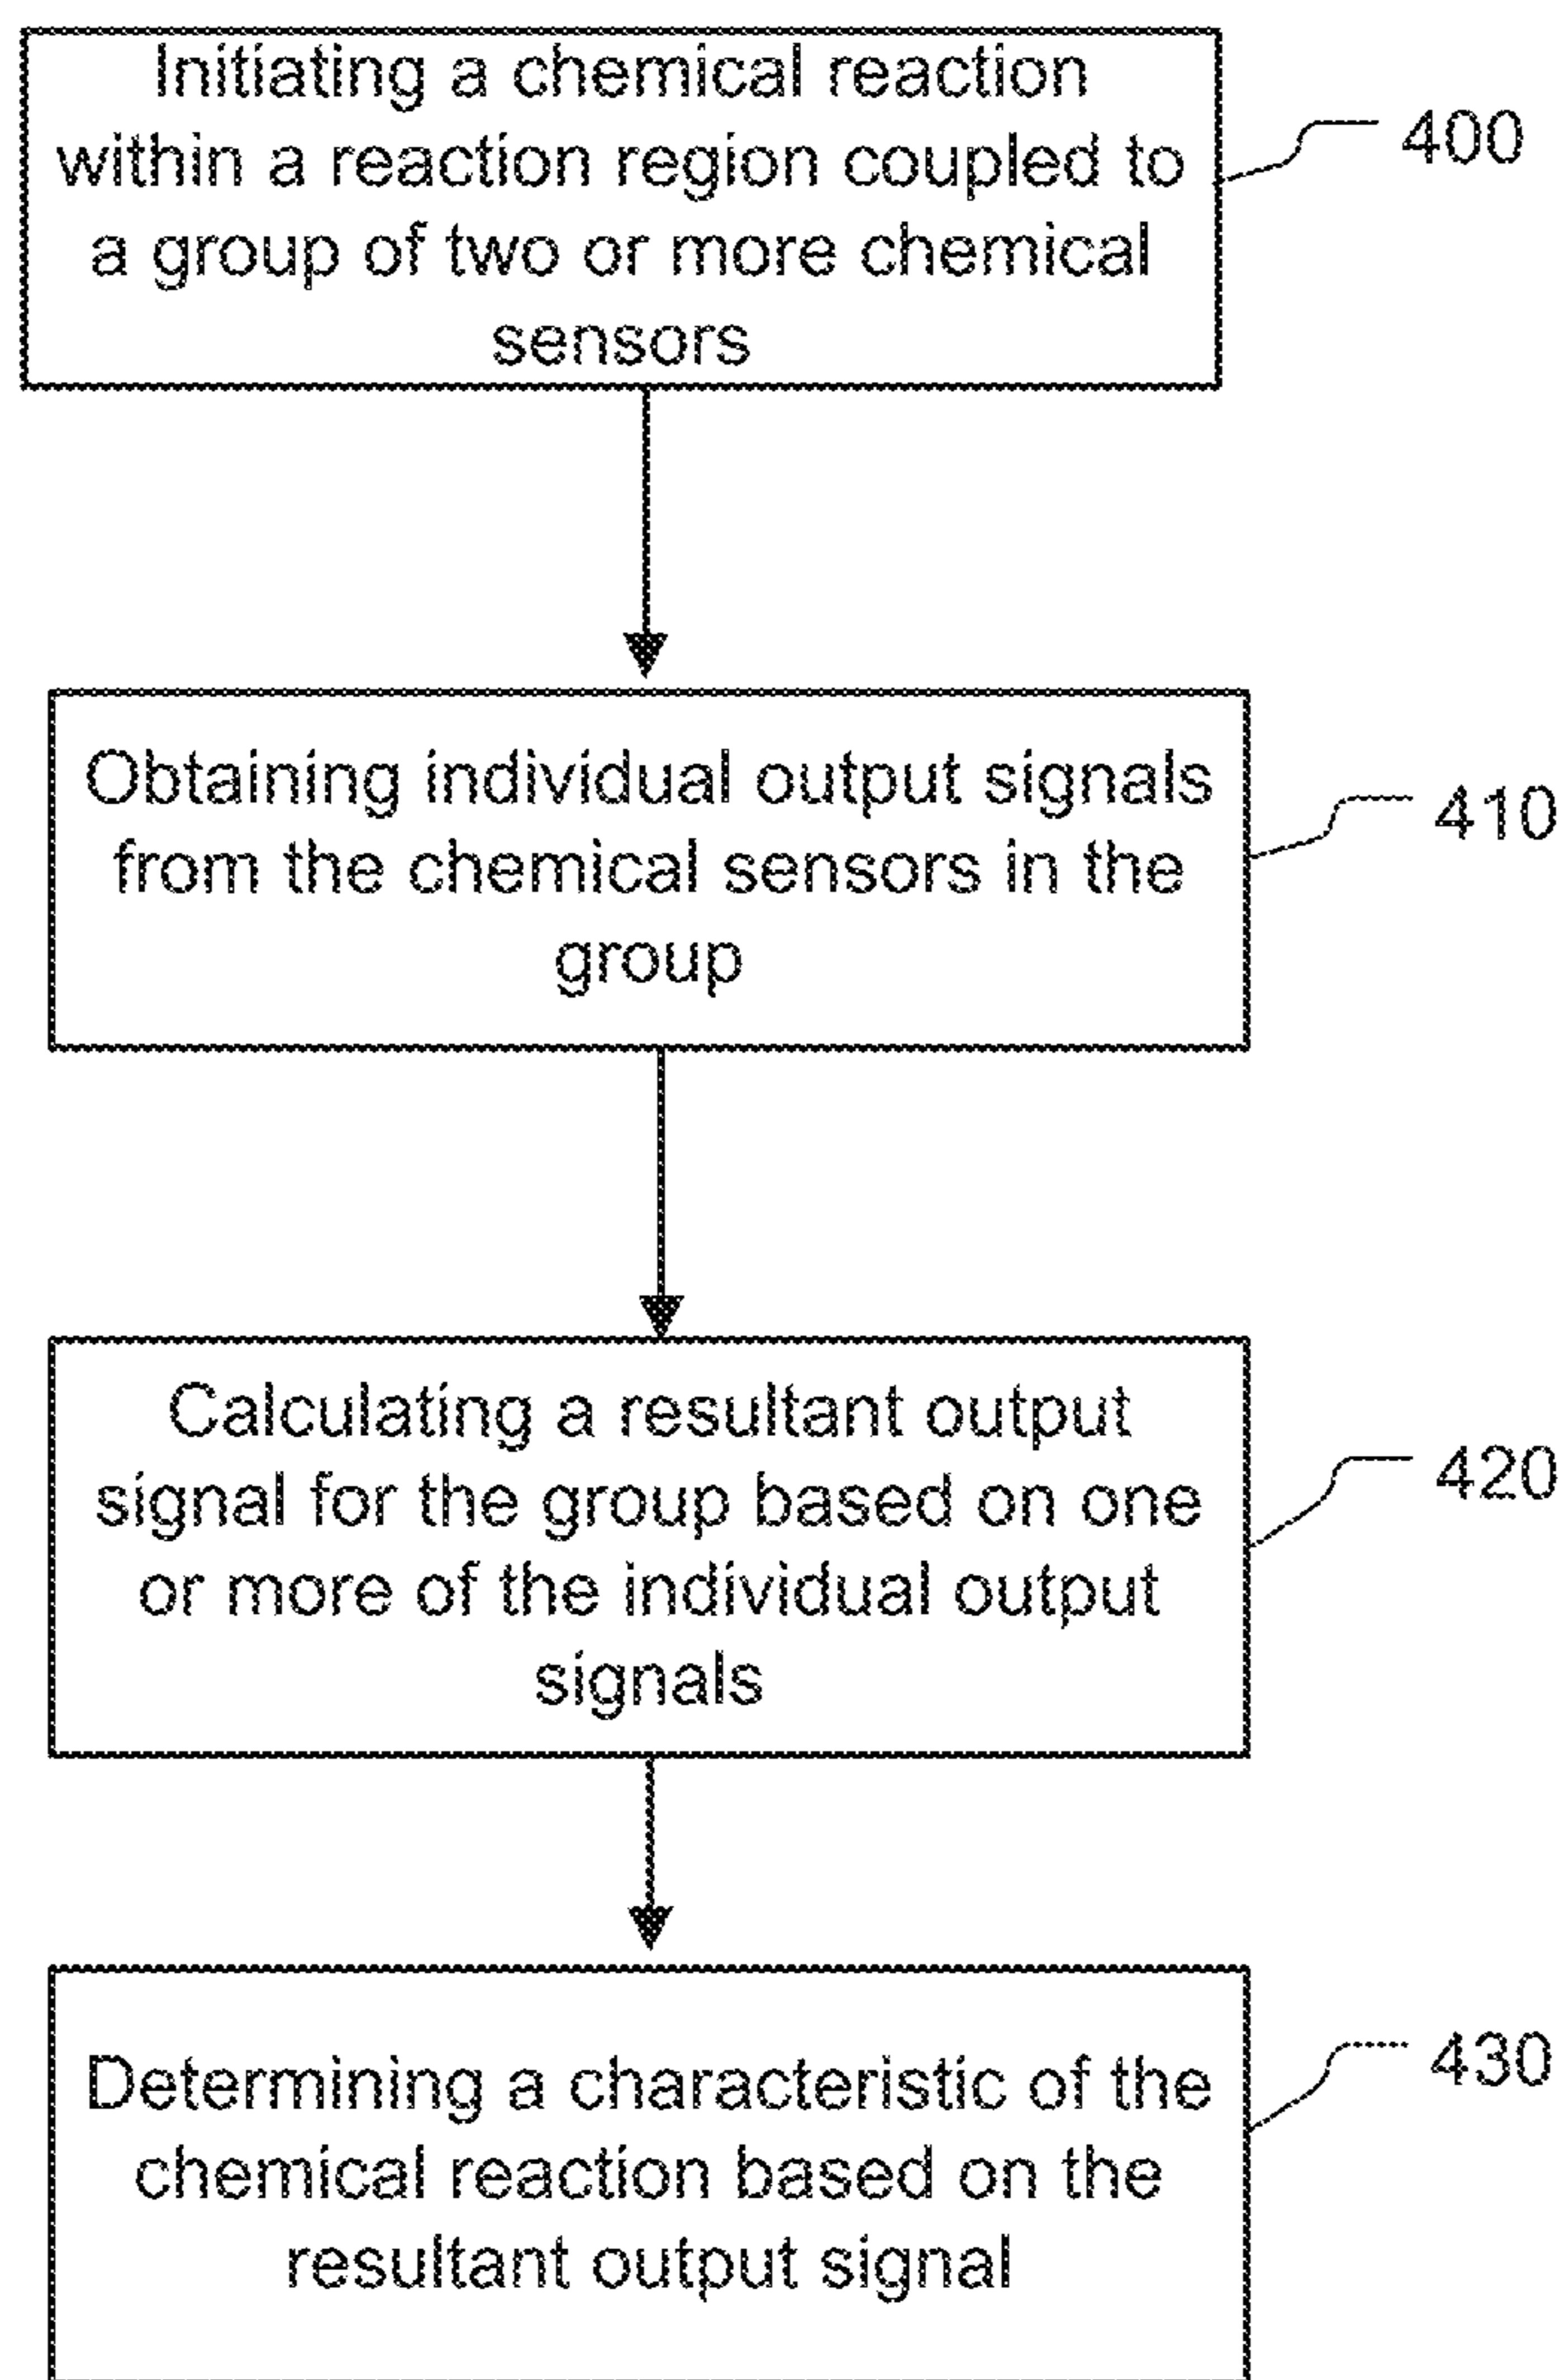 Initiating a chemical reaction
within a reaction region coupled to
a group of two or more chemical
sensors
400
Obtaining individual output signals
from the chemical sensors in the
group
410
Calculating a resultant output
signal for the group based on one
or more of the individual output
signals
420
Determining a characteristic of the
chemical reaction based on the
resultant output signal
430